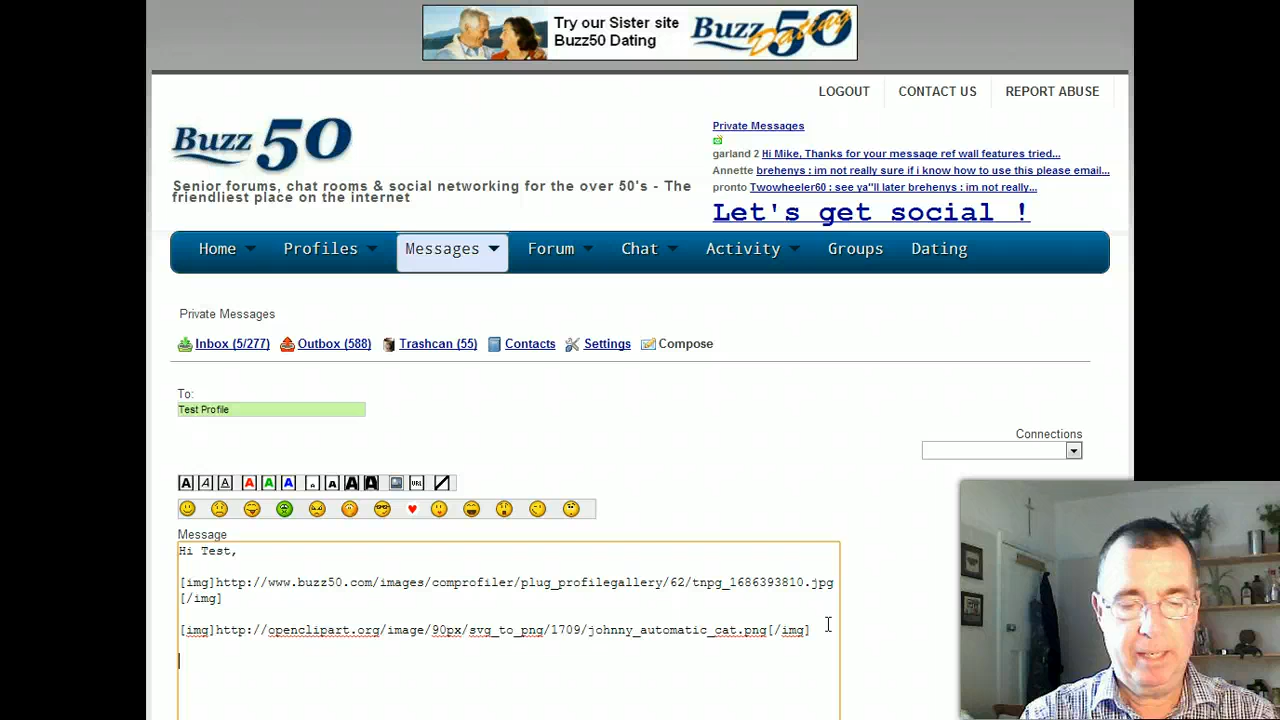 Try our Sister site
Buzz50 Dating
Buzz 50
Dating
LOGOUT
CONTACT US
REPORT ABUSE
Buzz 50
Senior forums, chat rooms & social networking for the over 50's - The
friendliest place on the internet
Private Messages
garland 2 Hi Mike, Thanks for your message ref wall features tried...
Annette brehenys : im not really sure if i know how to use this please email...
pronto Twowheeler60 : see ya"ll later brehenys : im not really...
Let's get social !
Home
Profiles
Messages
Forum
Chat
Activity
Groups
Dating
Private Messages
Inbox (5/277)
Outbox (588)
Trashcan (55)
Contacts
Settings
Compose
To:
Test Profile
Connections
A A A A A A a a A A URL
Message
Hi Test,
[img]http://www.buzz50.com/images/comprofiler/plug_profilegallery/62/tnpg_1686393810.jpg
[/img]
[img]http://openclipart.org/image/90px/svg_to_png/1709/johnny_automatic_cat.png[/img]